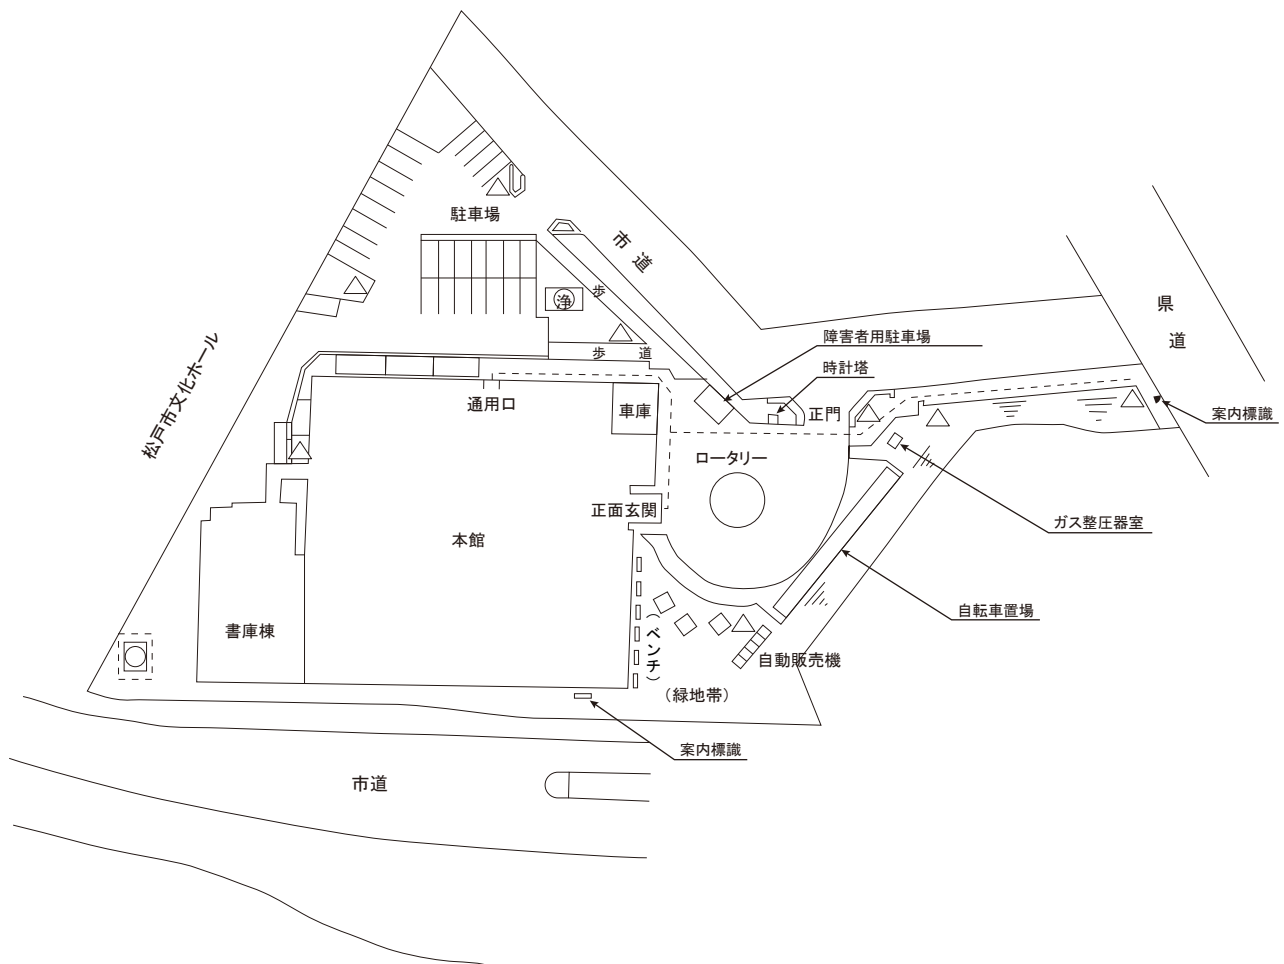 駐車場
市道
浄
歩
歩道
県道
障害者用駐車場
時計塔
正門
案内標識
松戸市文化ホール
通用口
車庫
ロータリー
正面玄関
本館
ガス整圧器室
自転車置場
書庫棟
(ベンチ)
自動販売機
(緑地帯)
案内標識
市道